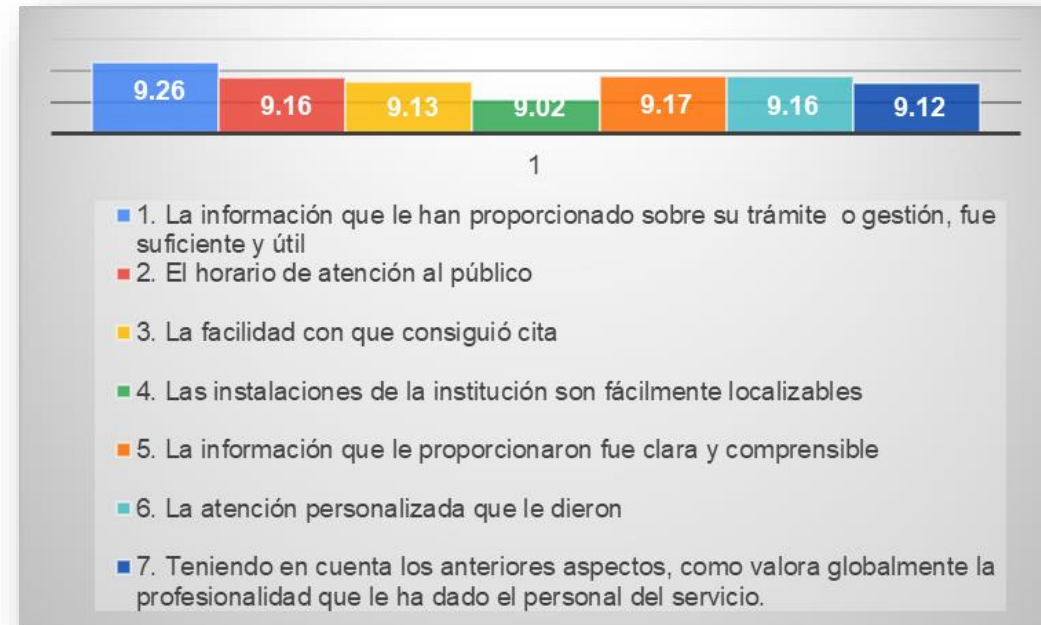 9.26
9.16
9.13
9.02
9.17
9.16
9.12
1
1. La información que le han proporcionado sobre su trámite o gestión, fue
suficiente y útil
2. El horario de atención al público
3. La facilidad con que consiguió cita
4. Las instalaciones de la institución son fácilmente localizables
5. La información que le proporcionaron fue clara y comprensible
6. La atención personalizada que le dieron
7. Teniendo en cuenta los anteriores aspectos, como valora globalmente la
profesionalidad que le ha dado el personal del servicio.